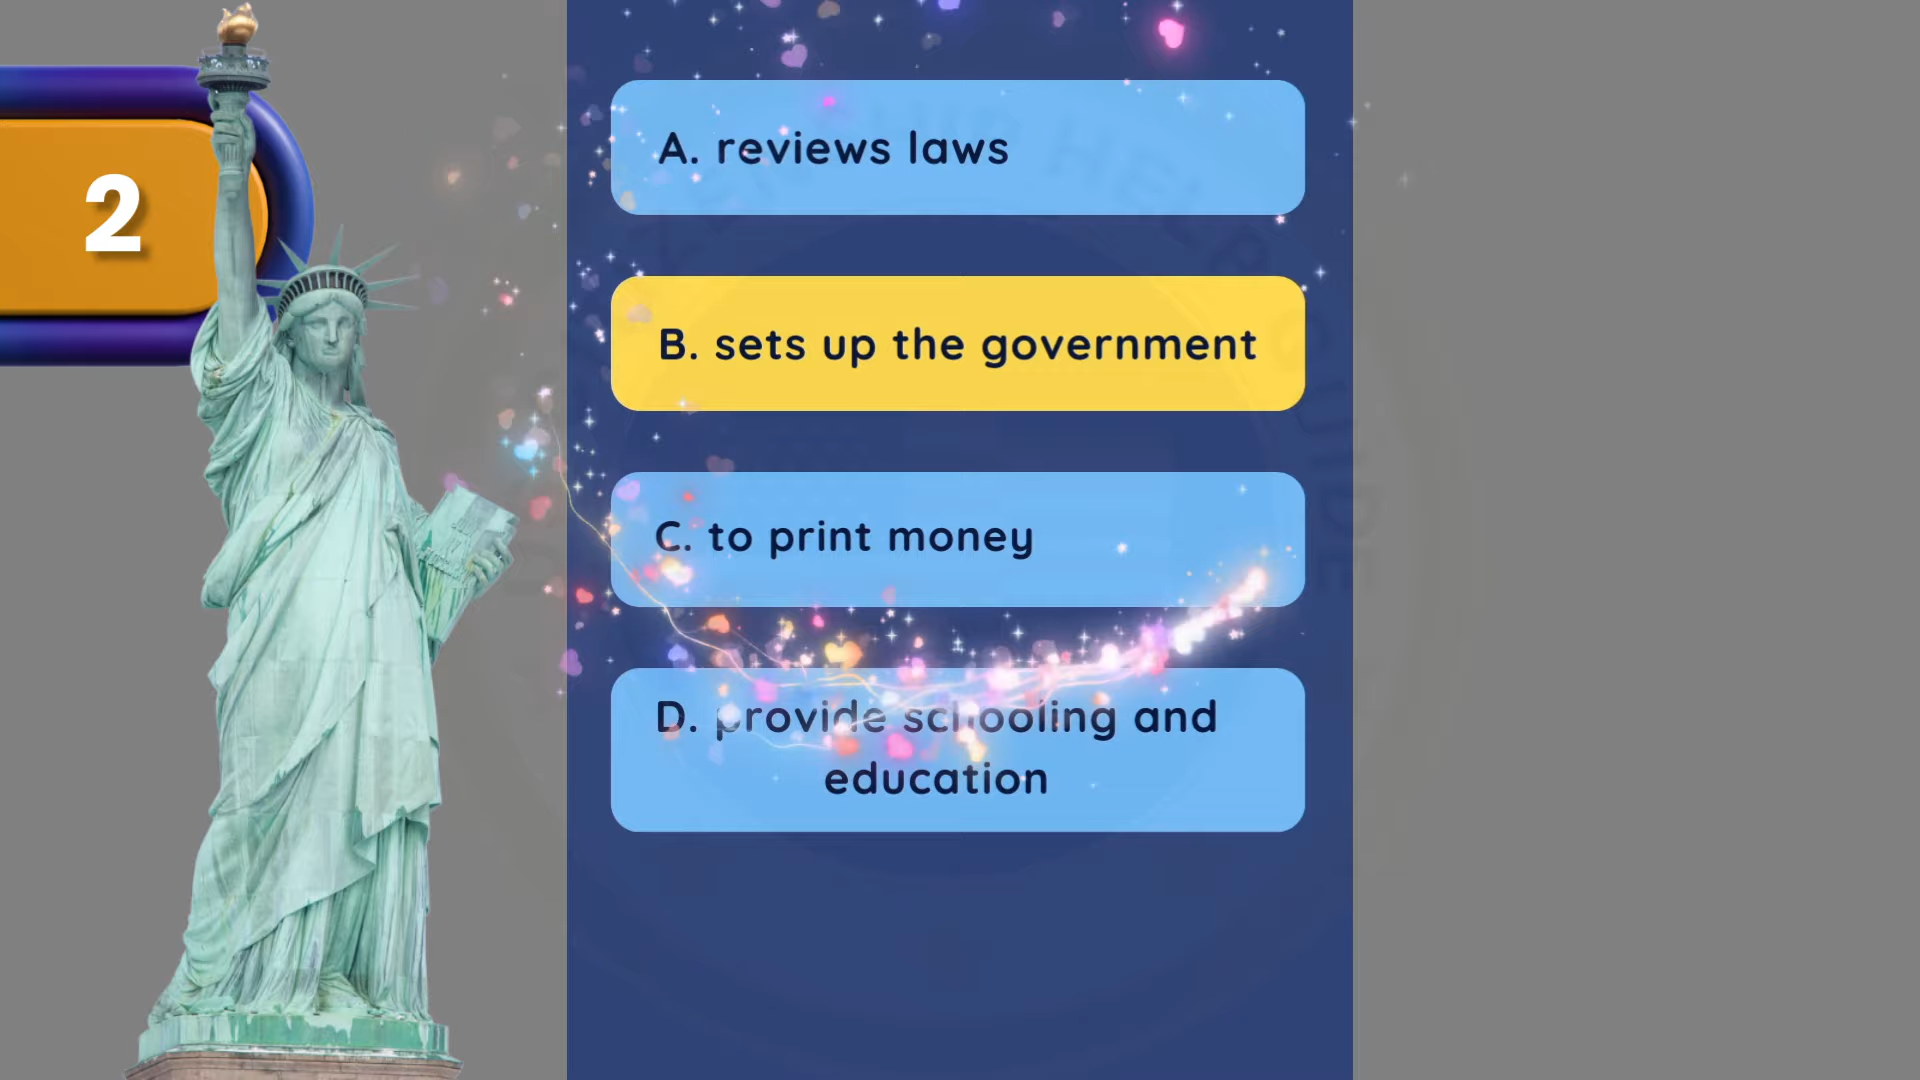 2
A. reviews laws
B. sets up the government
C. to print money
D. provide schooling and
education